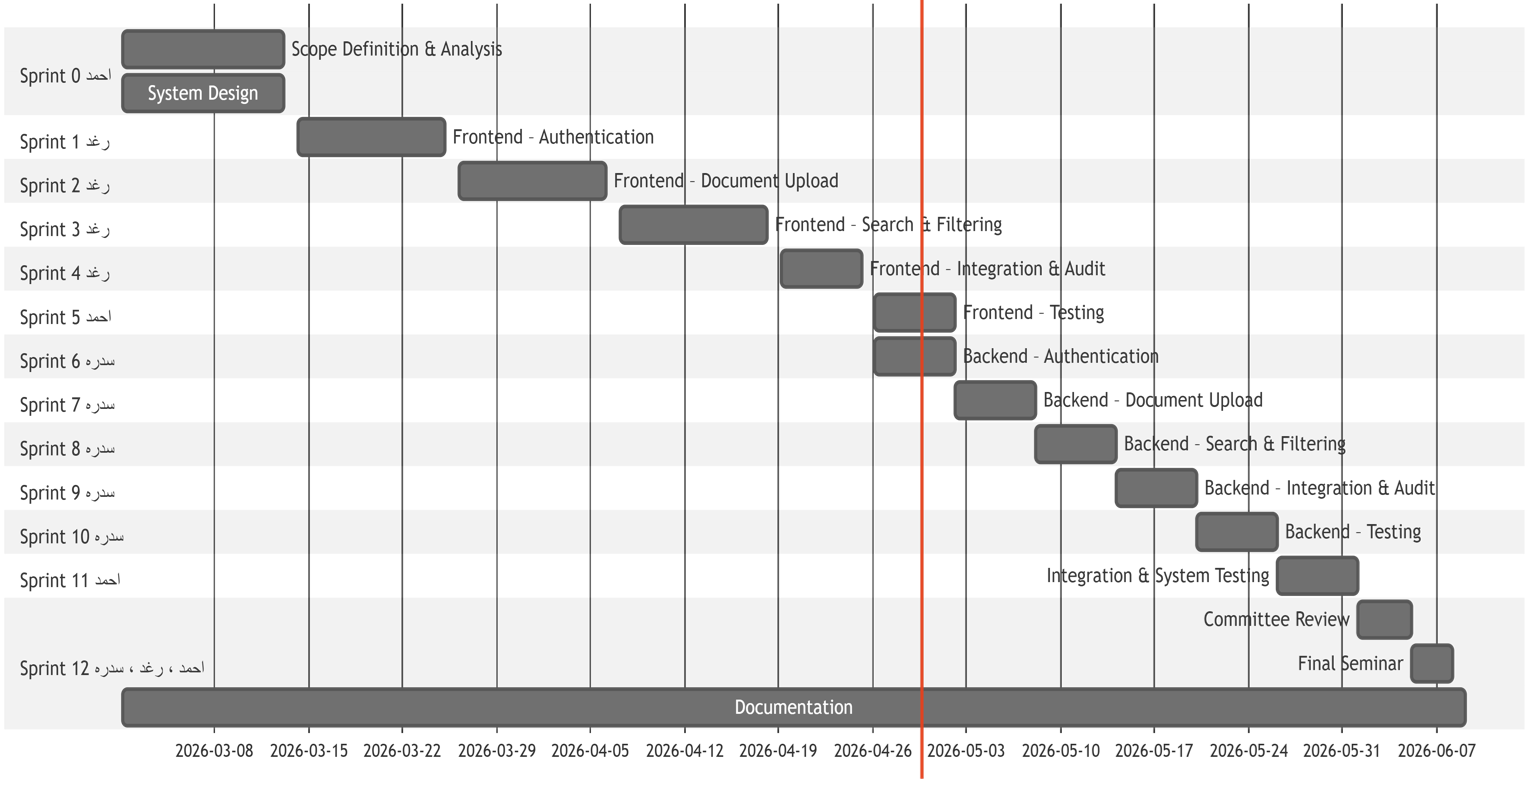 Scope Definition & Analysis
Sprint 0 احمد
System Design
Sprint 1 رغد
Frontend - Authentication
Sprint 2 رغد
Frontend - Document Upload
Sprint 3 رغد
Frontend - Search & Filtering
Sprint 4 رغد
Frontend - Integration & Audit
Sprint 5 احمد
Frontend - Testing
Sprint 6 سدره
Backend - Authentication
Sprint 7 سدره
Backend - Document Upload
Sprint 8 سدره
Backend - Search & Filtering
Sprint 9 سدره
Backend - Integration & Audit
Sprint 10 سدره
Backend - Testing
Sprint 11 احمد
Integration & System Testing
Committee Review
Sprint 12 احمد ، رغد ، سدره
Final Seminar
Documentation
2026-03-08 2026-03-15 2026-03-22 2026-03-29 2026-04-05 2026-04-12 2026-04-19 2026-04-26 2026-05-03 2026-05-10 2026-05-17 2026-05-24 2026-05-31 2026-06-07